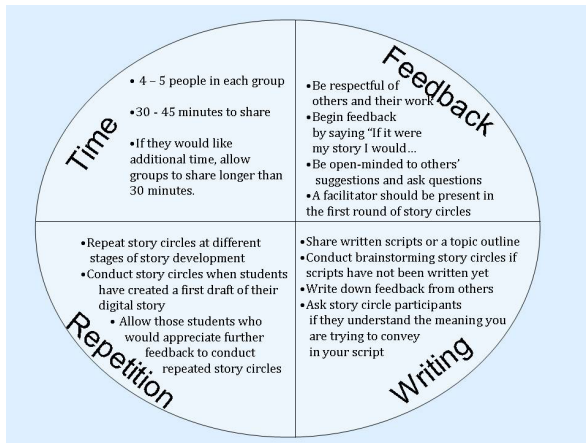 Time
• 4 – 5 people in each group
• 30 - 45 minutes to share
•If they would like
additional time, allow
groups to share longer than
30 minutes.
Feedback
•Be respectful of
others and their work
•Begin feedback
by saying “If it were
my story I would…
•Be open-minded to others’
suggestions and ask questions
•A facilitator should be present in
the first round of story circles
Repetition
•Repeat story circles at different
stages of story development
•Conduct story circles when students
have created a first draft of their
digital story
• Allow those students who
would appreciate further
feedback to conduct
repeated story circles
Writing
•Share written scripts or a topic outline
•Conduct brainstorming story circles if
scripts have not been written yet
•Write down feedback from others
•Ask story circle participants
if they understand the meaning you
are trying to convey
in your script